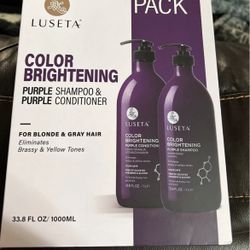 PACK
LUSETA
COLOR
BRIGHTENING
PURPLE SHAMPOO &
PURPLE CONDITIONER
FOR BLONDE & GRAY HAIR
Eliminates
Brassy & Yellow Tones
33.8 FL OZ/1000ML
LUSETA
COLOR
BRIGHTENING
PURPLE CONDITIONER
LUSETA
COLOR
BRIGHTENING
PURPLE SHAMPOO